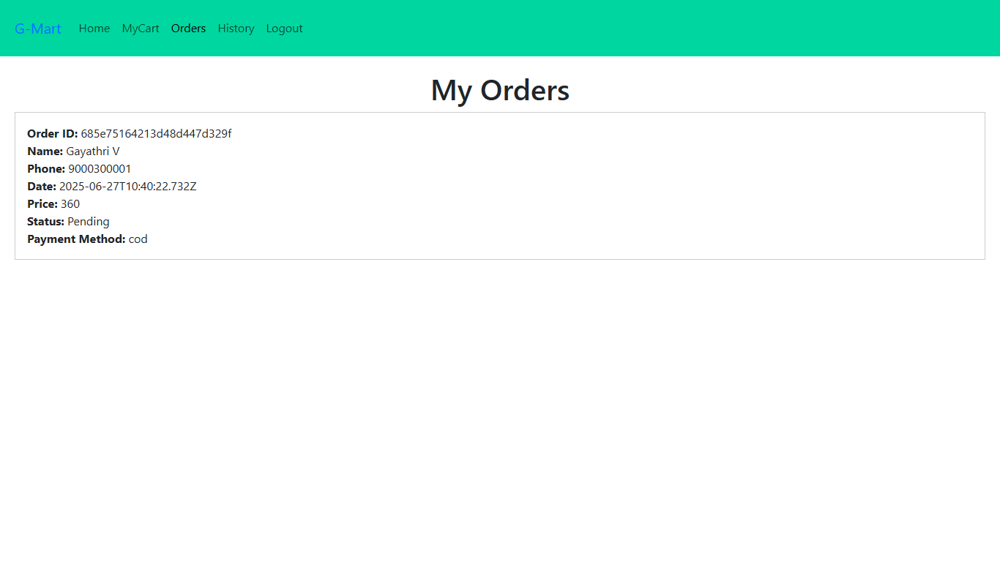 G-Mart Home MyCart Orders History Logout
My Orders
Order ID: 685e75164213d48d447d329f
Name: Gayathri V
Phone: 9000300001
Date: 2025-06-27T10:40:22.732Z
Price: 360
Status: Pending
Payment Method: cod